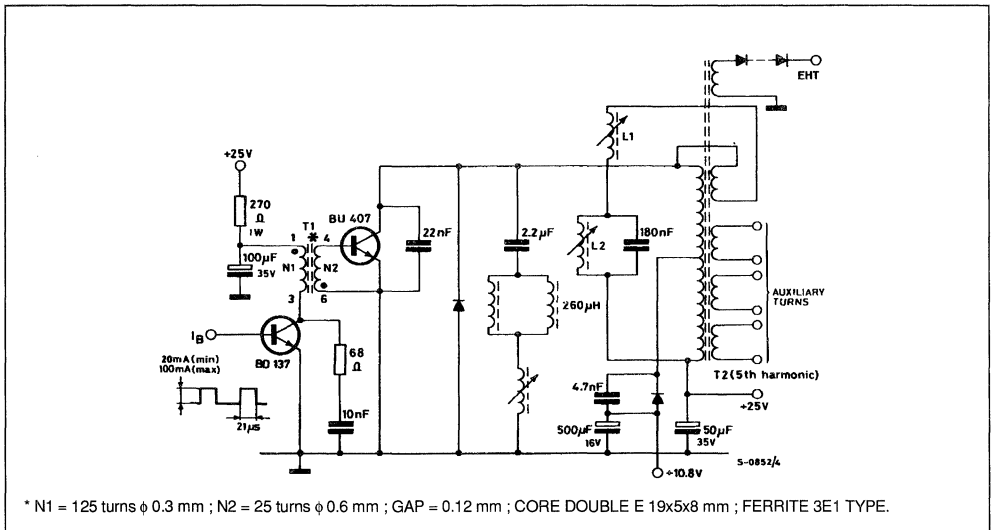 EHT
L1
+25V
270
Ω
1W
T1
*
1
4
BU 407
22nF
2.2µF
L2
180nF
100µF
35V
N1
N2
3
6
260µH
AUXILIARY
TURNS
IB
BD 137
68
Ω
20mA(min)
100mA(max)
21µs
10nF
T2(5th harmonic)
4.7nF
+25V
500µF
16V
50µF
35V
S-0852/4
+10.8V
* N1 = 125 turns ϕ 0.3 mm ; N2 = 25 turns ϕ 0.6 mm ; GAP = 0.12 mm ; CORE DOUBLE E 19x5x8 mm ; FERRITE 3E1 TYPE.